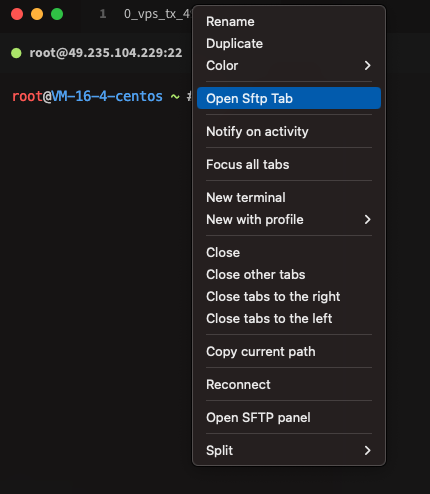 1 0_vps_tx_4
root@49.235.104.229:22
root@VM-16-4-centos ~ #
Rename
Duplicate
Color
Open Sftp Tab
Notify on activity
Focus all tabs
New terminal
New with profile
Close
Close other tabs
Close tabs to the right
Close tabs to the left
Copy current path
Reconnect
Open SFTP panel
Split